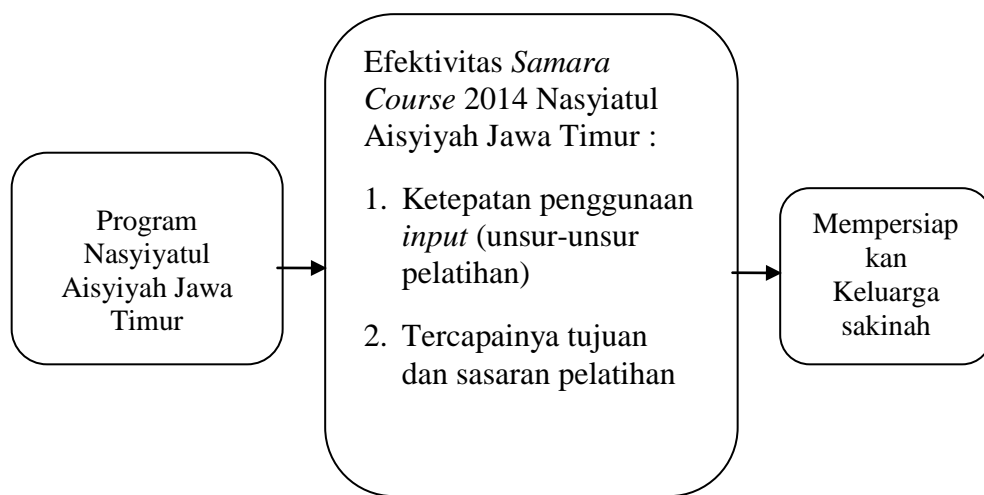 Program
Nasyiyatul
Aisyiyah Jawa
Timur
Efektivitas Samara
Course 2014 Nasyiatul
Aisyiyah Jawa Timur :
1. Ketepatan penggunaan
input (unsur-unsur
pelatihan)
2. Tercapainya tujuan
dan sasaran pelatihan
Mempersiap
kan
Keluarga
sakinah